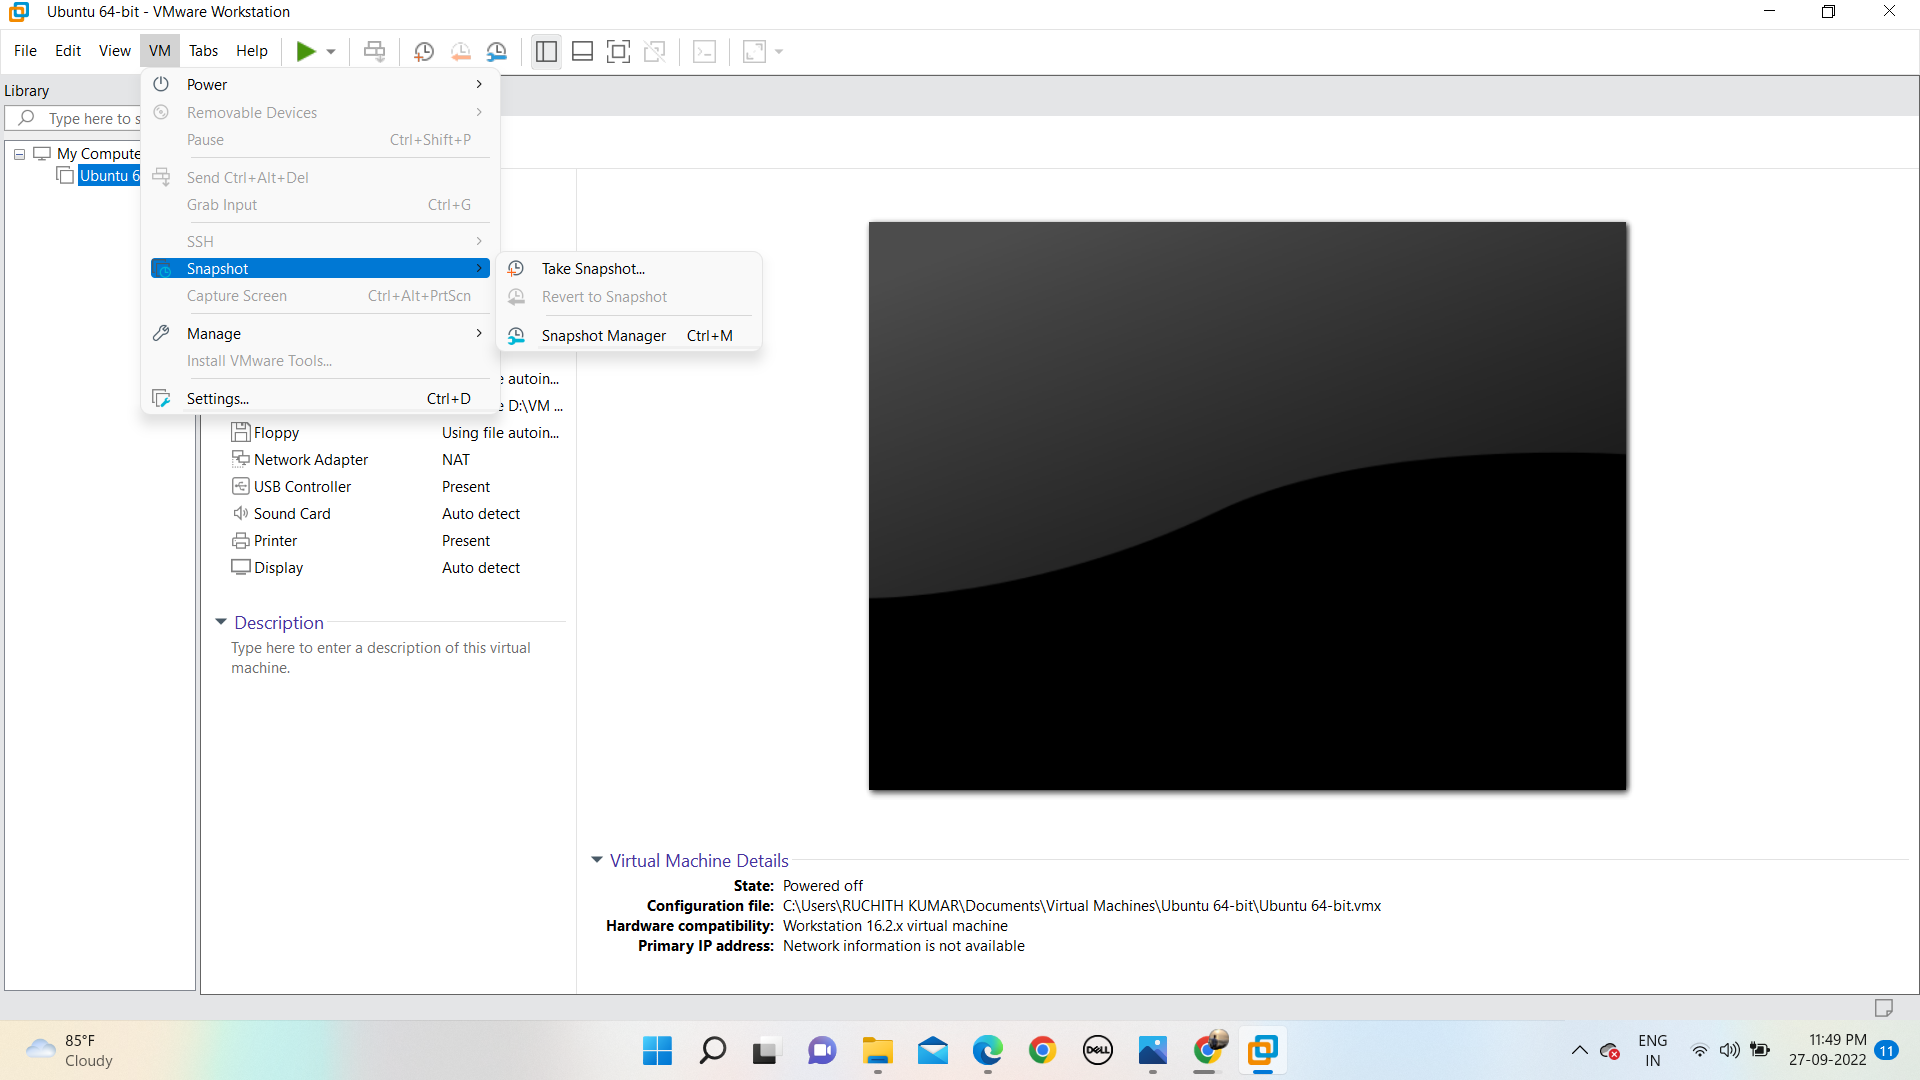 Ubuntu 64-bit - VMware Workstation
File Edit View VM Tabs Help
Library
Type here to s
My Compute
Ubuntu 6
Power
Removable Devices
Pause Ctrl+Shift+P
Send Ctrl+Alt+Del
Grab Input Ctrl+G
SSH
Snapshot
Capture Screen Ctrl+Alt+PrtScn
Manage
Install VMware Tools...
Settings... Ctrl+D
Take Snapshot...
Revert to Snapshot
Snapshot Manager Ctrl+M
e autoin...
e D:\VM ...
Floppy Using file autoin...
Network Adapter NAT
USB Controller Present
Sound Card Auto detect
Printer Present
Display Auto detect
Description
Type here to enter a description of this virtual
machine.
Virtual Machine Details
State: Powered off
Configuration file: C:\Users\RUCHITH KUMAR\Documents\Virtual Machines\Ubuntu 64-bit\Ubuntu 64-bit.vmx
Hardware compatibility: Workstation 16.2.x virtual machine
Primary IP address: Network information is not available
85°F
Cloudy
DELL
ENG
IN
11:49 PM
27-09-2022
11